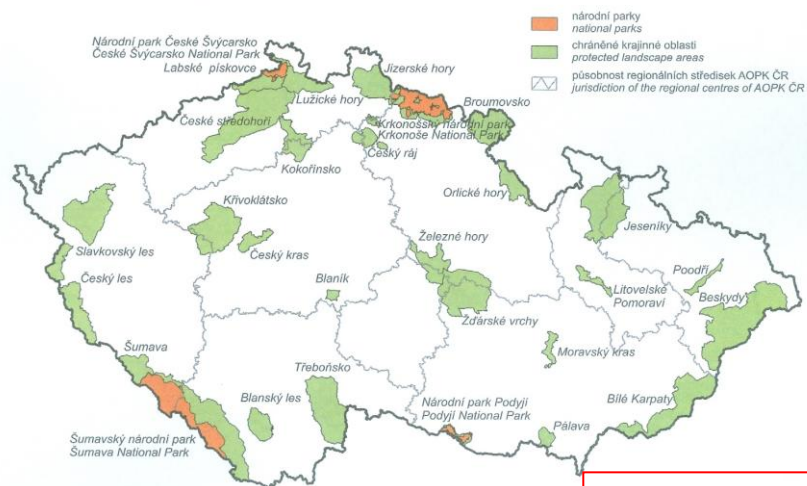 národní parky
national parks
chráněné krajinné oblasti
protected landscape areas
působnost regionálních středisek AOPK ČR
jurisdiction of the regional centres of AOPK ČR
Národní park České Švýcarsko
České Švýcarsko National Park
Labské pískovce
Jizerské hory
Lužické hory
Broumovsko
České středohoří
Krkonošský národní park
Krkonoše National Park
Český ráj
Kokořínsko
Orlické hory
Křivoklátsko
Jeseníky
Slavkovský les
Železné hory
Český kras
Poodří
Český les
Blaník
Litovelské
Pomoraví
Beskydy
Žďárské vrchy
Šumava
Moravský kras
Třeboňsko
Blanský les
Národní park Podyjí
Podyjí National Park
Bílé Karpaty
Pálava
Šumavský národní park
Šumava National Park